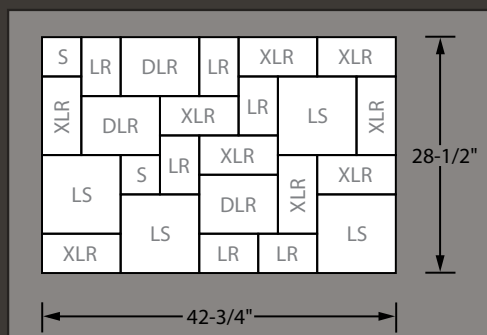 S LR DLR LR XLR XLR
XLR DLR XLR LR LS XLR
28-1/2"
LS S LR XLR XLR XLR
LS DLR LS
XLR LR LR
42-3/4"